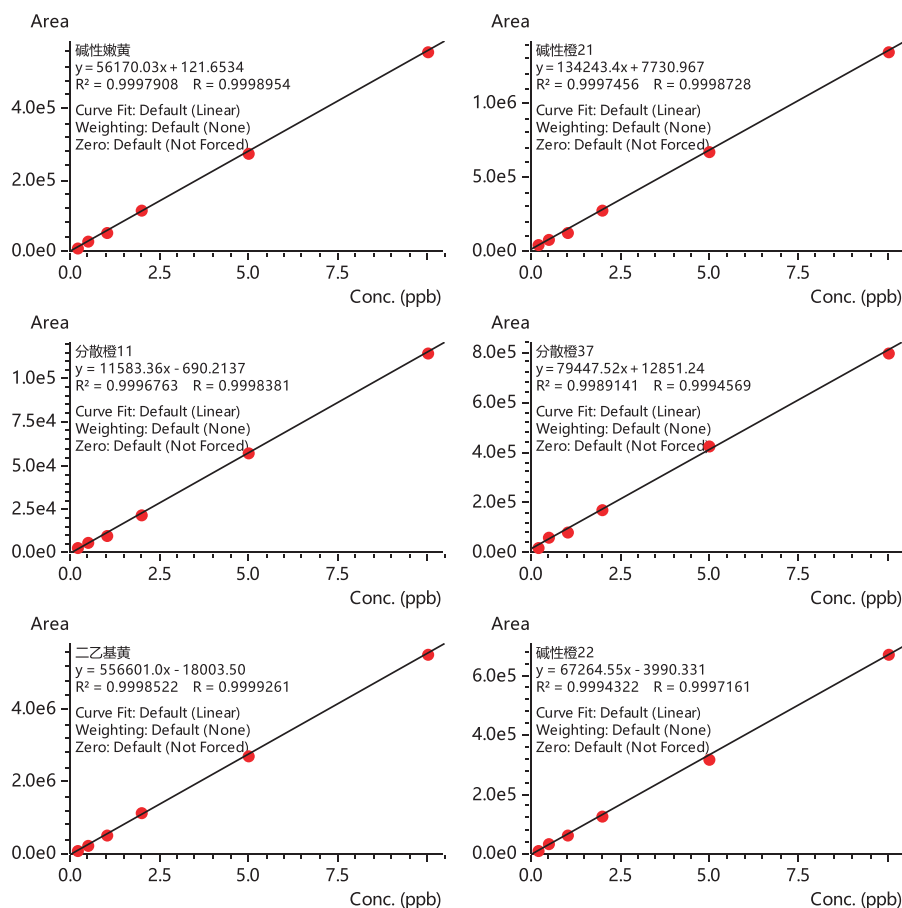 Area
碱性嫩黄
y = 56170.03x + 121.6534
R² = 0.9997908 R = 0.9998954
Curve Fit: Default (Linear)
Weighting: Default (None)
Zero: Default (Not Forced)
4.0e5
2.0e5
0.0e0
0.0 2.5 5.0 7.5
Conc. (ppb)
Area
碱性橙21
y = 134243.4x + 7730.967
R² = 0.9997456 R = 0.9998728
Curve Fit: Default (Linear)
Weighting: Default (None)
Zero: Default (Not Forced)
1.0e6
5.0e5
0.0e0
0.0 2.5 5.0 7.5
Conc. (ppb)
Area
分散橙11
y = 11583.36x - 690.2137
R² = 0.9996763 R = 0.9998381
Curve Fit: Default (Linear)
Weighting: Default (None)
Zero: Default (Not Forced)
1.0e5
7.5e4
5.0e4
2.5e4
0.0e0
0.0 2.5 5.0 7.5
Conc. (ppb)
Area
分散橙37
y = 79447.52x + 12851.24
R² = 0.9989141 R = 0.9994569
Curve Fit: Default (Linear)
Weighting: Default (None)
Zero: Default (Not Forced)
8.0e5
6.0e5
4.0e5
2.0e5
0.0e0
0.0 2.5 5.0 7.5
Conc. (ppb)
Area
二乙基黄
y = 556601.0x - 18003.50
R² = 0.9998522 R = 0.9999261
Curve Fit: Default (Linear)
Weighting: Default (None)
Zero: Default (Not Forced)
4.0e6
2.0e6
0.0e0
0.0 2.5 5.0 7.5
Conc. (ppb)
Area
碱性橙22
y = 67264.55x - 3990.331
R² = 0.9994322 R = 0.9997161
Curve Fit: Default (Linear)
Weighting: Default (None)
Zero: Default (Not Forced)
6.0e5
4.0e5
2.0e5
0.0e0
0.0 2.5 5.0 7.5
Conc. (ppb)